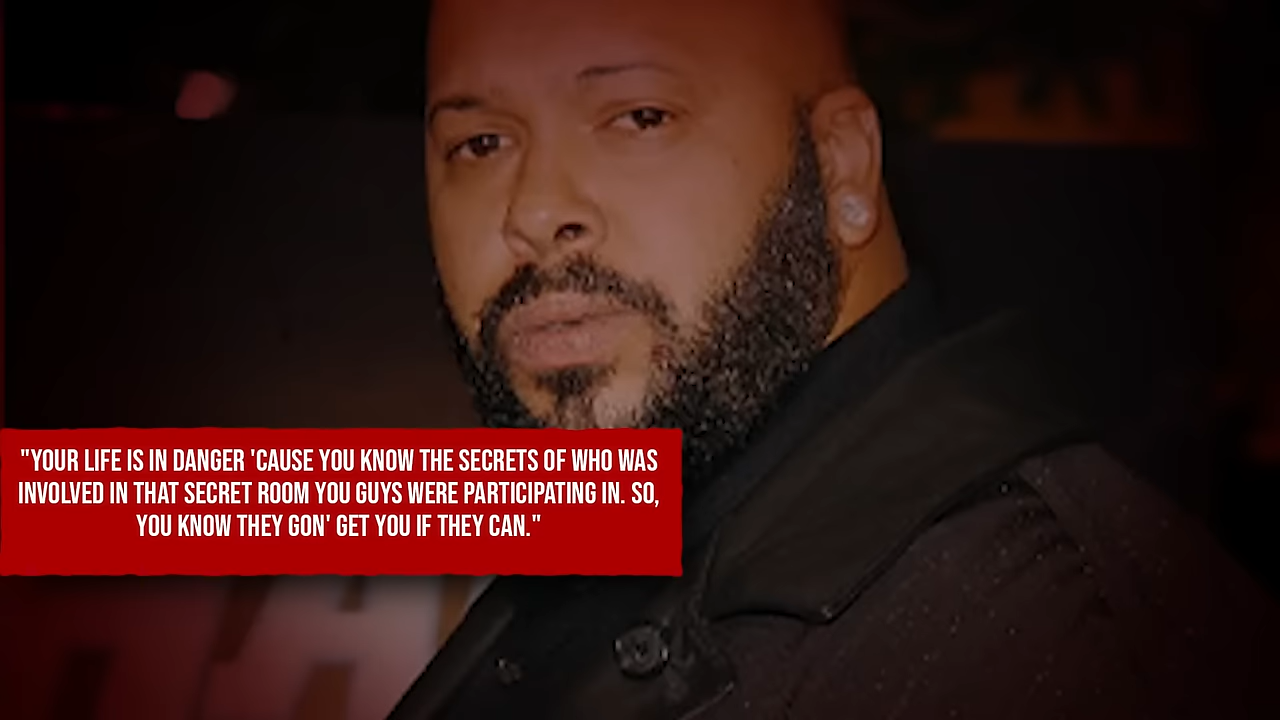 "YOUR LIFE IS IN DANGER 'CAUSE YOU KNOW THE SECRETS OF WHO WAS
INVOLVED IN THAT SECRET ROOM YOU GUYS WERE PARTICIPATING IN. SO,
YOU KNOW THEY GON' GET YOU IF THEY CAN."